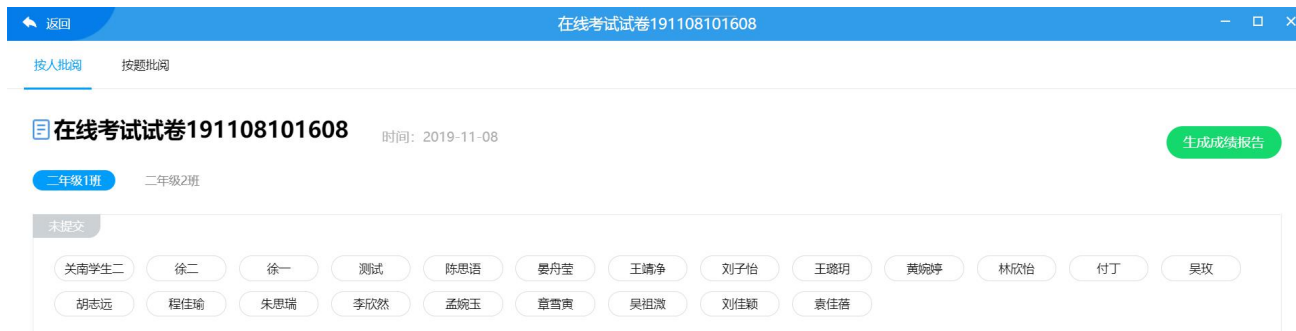 返回 在线考试试卷191108101608
按人批阅 按题批阅
在线考试试卷191108101608 时间：2019-11-08 生成成绩报告
二年级1班 二年级2班
未提交
关南学生二 徐二 徐一 测试 陈思语 晏舟莹 王婧净 刘子怡 王璐玥 黄婉婷 林欣怡 付丁 吴玫
胡志远 程佳瑜 朱思瑞 李欣然 孟婉玉 章雪寅 吴祖溦 刘佳颖 袁佳蓓